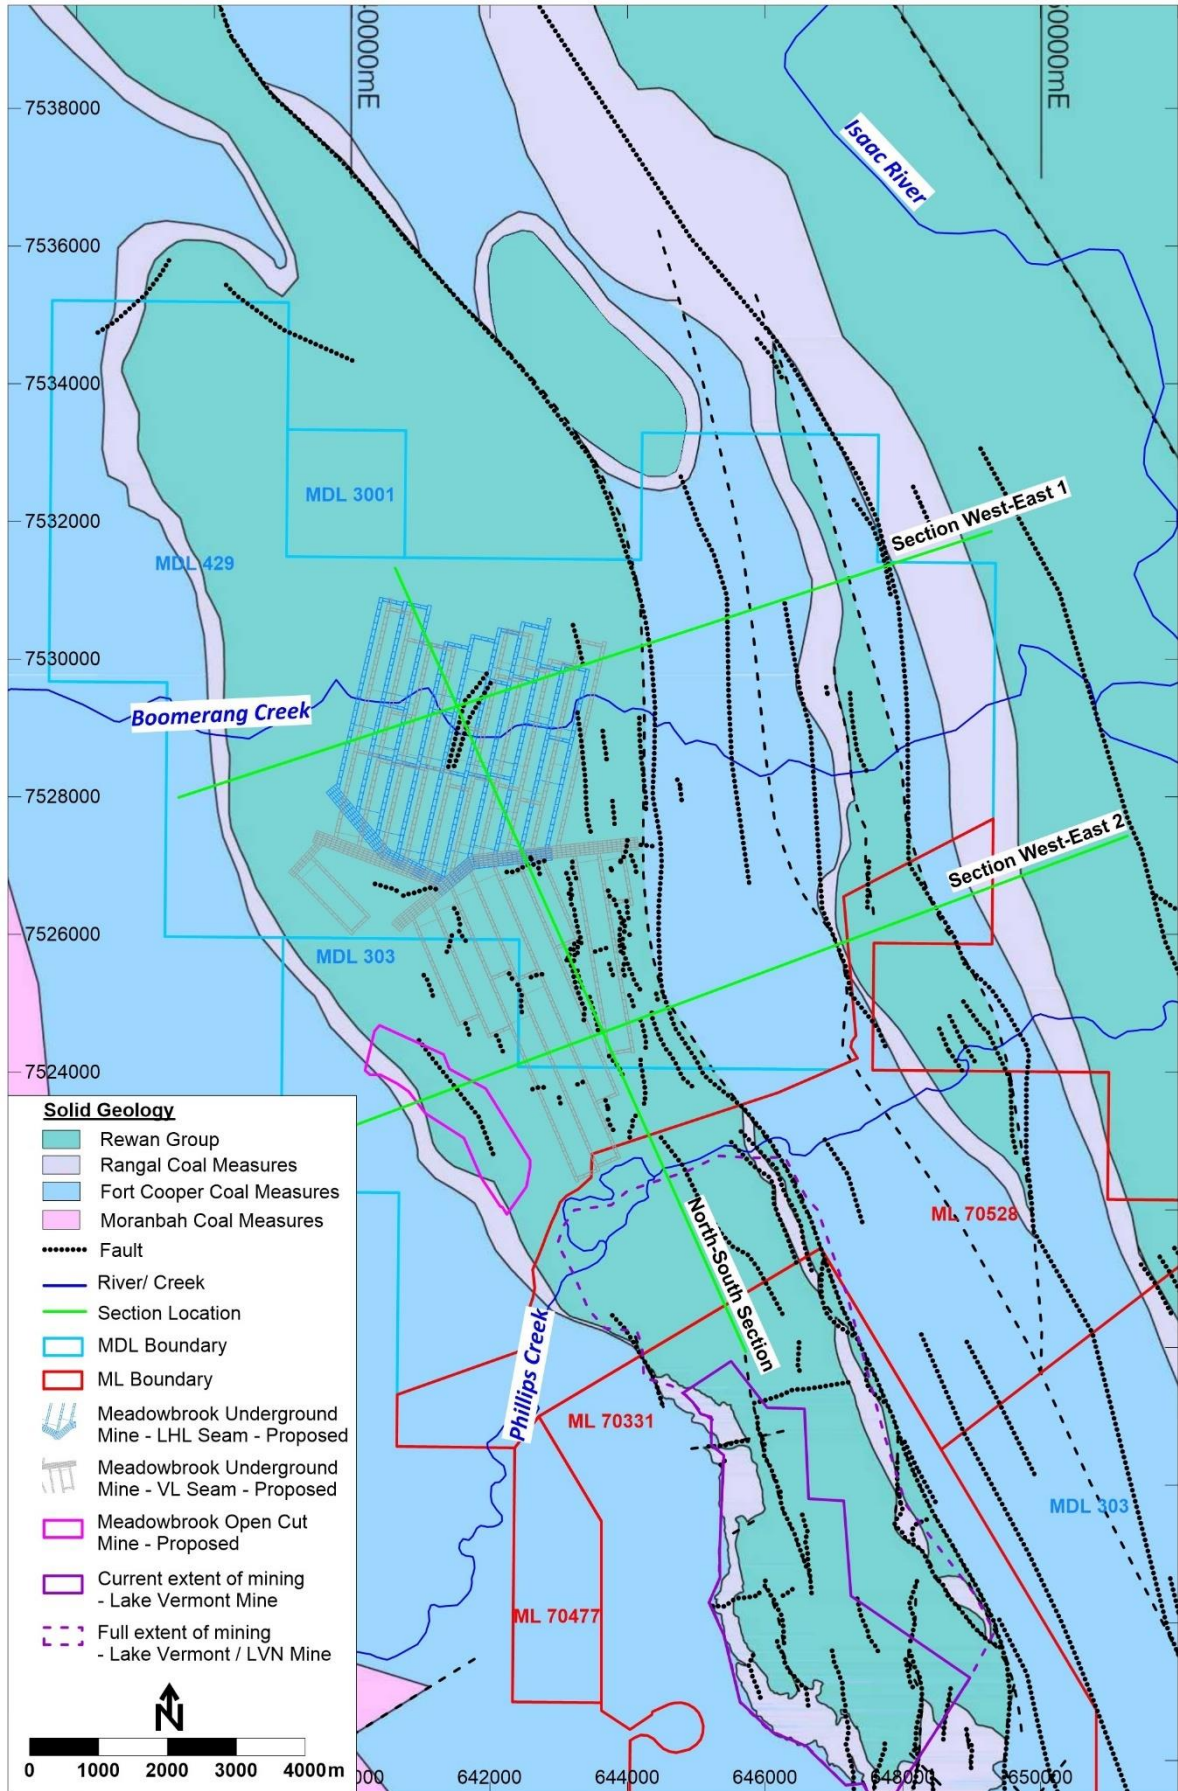 0000mE
50000mE
7538000
Isaac River
7536000
7534000
MDL 3001
7532000
Section West-East 1
MDL 429
7530000
Boomerang Creek
7528000
Section West-East 2
7526000
MDL 303
7524000
Solid Geology
Rewan Group
Rangal Coal Measures
Fort Cooper Coal Measures
Moranbah Coal Measures
Fault
River/ Creek
Section Location
MDL Boundary
ML Boundary
Meadowbrook Underground
Mine - LHL Seam - Proposed
Meadowbrook Underground
Mine - VL Seam - Proposed
Meadowbrook Open Cut
Mine - Proposed
Current extent of mining
- Lake Vermont Mine
Full extent of mining
- Lake Vermont / LVN Mine
N
0 1000 2000 3000 4000m
ML 70528
North-South Section
Phillips Creek
ML 70331
MDL 303
ML 70477
000 642000 644000 646000 648000 650000